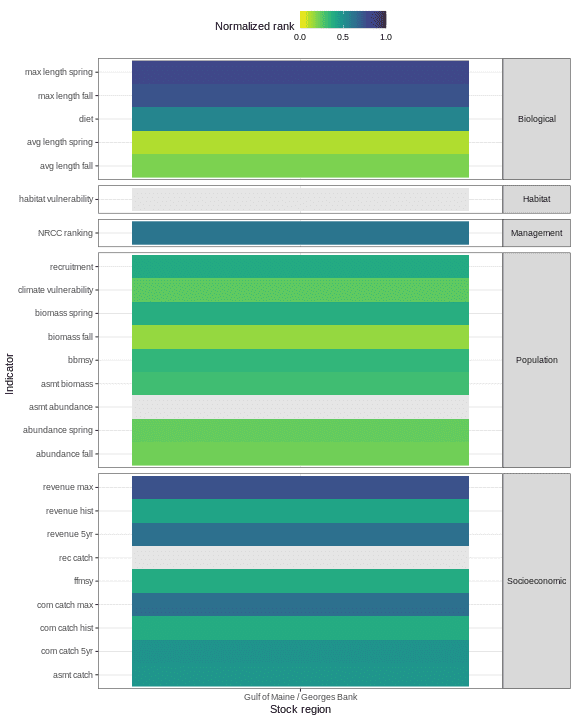 Normalized rank
0.0 0.5 1.0
max length spring
max length fall
diet
avg length spring
avg length fall
Biological
habitat vulnerability
Habitat
NRCC ranking
Management
recruitment
climate vulnerability
biomass spring
biomass fall
bbmsy
asmt biomass
asmt abundance
abundance spring
abundance fall
Population
revenue max
revenue hist
revenue 5yr
rec catch
ffmsy
com catch max
com catch hist
com catch 5yr
asmt catch
Socioeconomic
Indicator
Gulf of Maine / Georges Bank
Stock region